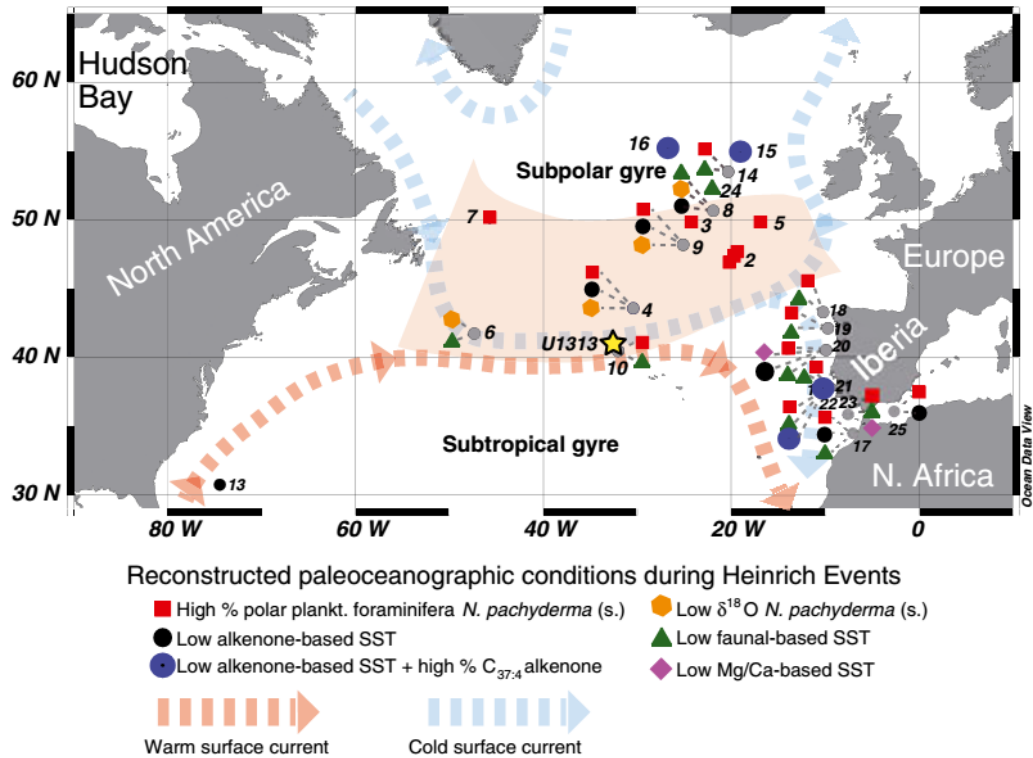 Hudson
Bay
60 N
50 N
40 N
30 N
North America
Subpolar gyre
Europe
Iberia
N. Africa
Subtropical gyre
16
15
14
24
8
7
3
5
9
2
4
6
U1313
10
18
19
20
21
22
23
25
17
13
80 W
60 W
40 W
20 W
0
Ocean Data View
Reconstructed paleoceanographic conditions during Heinrich Events
High % polar plankt. foraminifera N. pachyderma (s.)
Low alkenone-based SST
Low alkenone-based SST + high % C37:4 alkenone
Low δ18O N. pachyderma (s.)
Low faunal-based SST
Low Mg/Ca-based SST
Warm surface current
Cold surface current